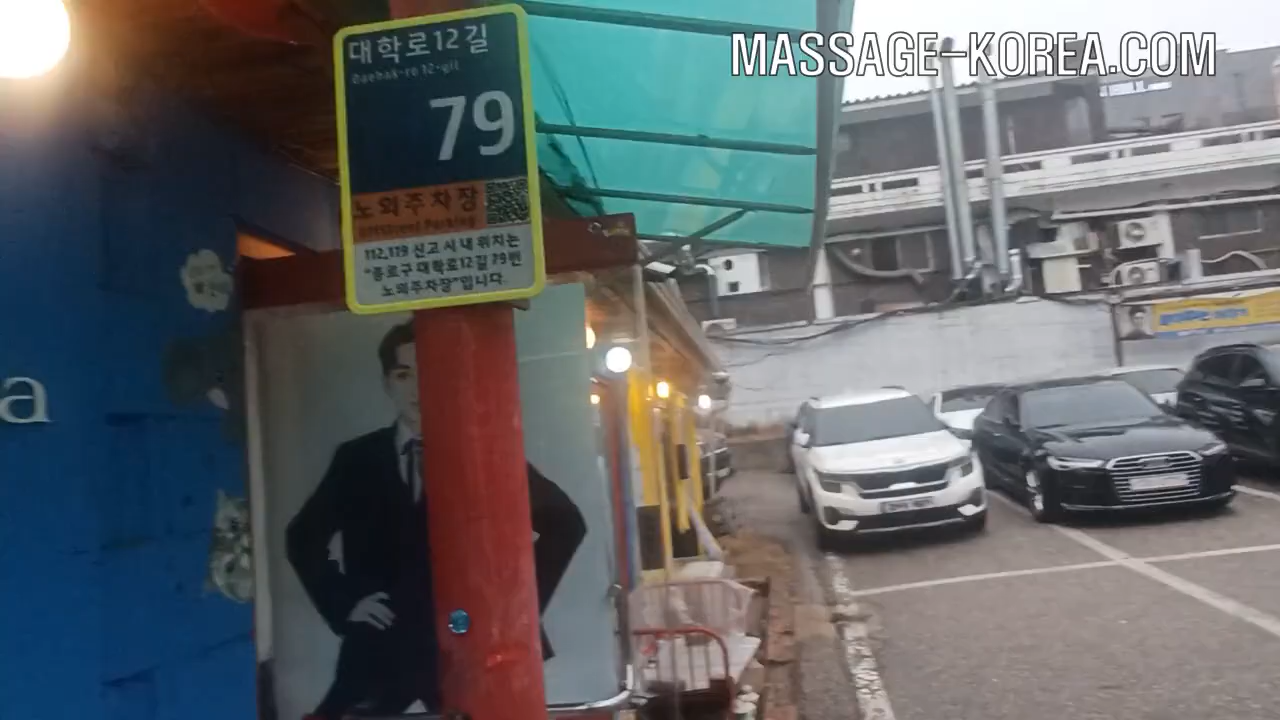 MASSAGE-KOREA.COM
대학로12길
Daehak-ro 12-gil
79
노외주차장
Offstreet Parking
112,119 신고 시 내 위치는
"종로구 대학로12길 79번
노외주차장"입니다.
a